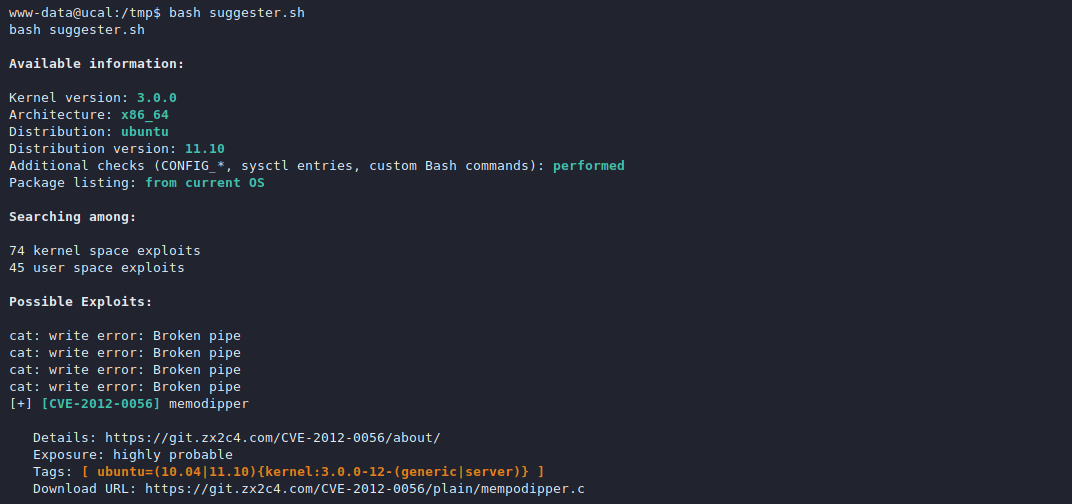 www-data@ucal:/tmp$ bash suggester.sh
bash suggester.sh
Available information:
Kernel version: 3.0.0
Architecture: x86_64
Distribution: ubuntu
Distribution version: 11.10
Additional checks (CONFIG_*, sysctl entries, custom Bash commands): performed
Package listing: from current OS
Searching among:
74 kernel space exploits
45 user space exploits
Possible Exploits:
cat: write error: Broken pipe
cat: write error: Broken pipe
cat: write error: Broken pipe
cat: write error: Broken pipe
[+] [CVE-2012-0056] memodipper
Details: https://git.zx2c4.com/CVE-2012-0056/about/
Exposure: highly probable
Tags: [ ubuntu=(10.04|11.10){kernel:3.0.0-12-(generic|server)} ]
Download URL: https://git.zx2c4.com/CVE-2012-0056/plain/mempodipper.c